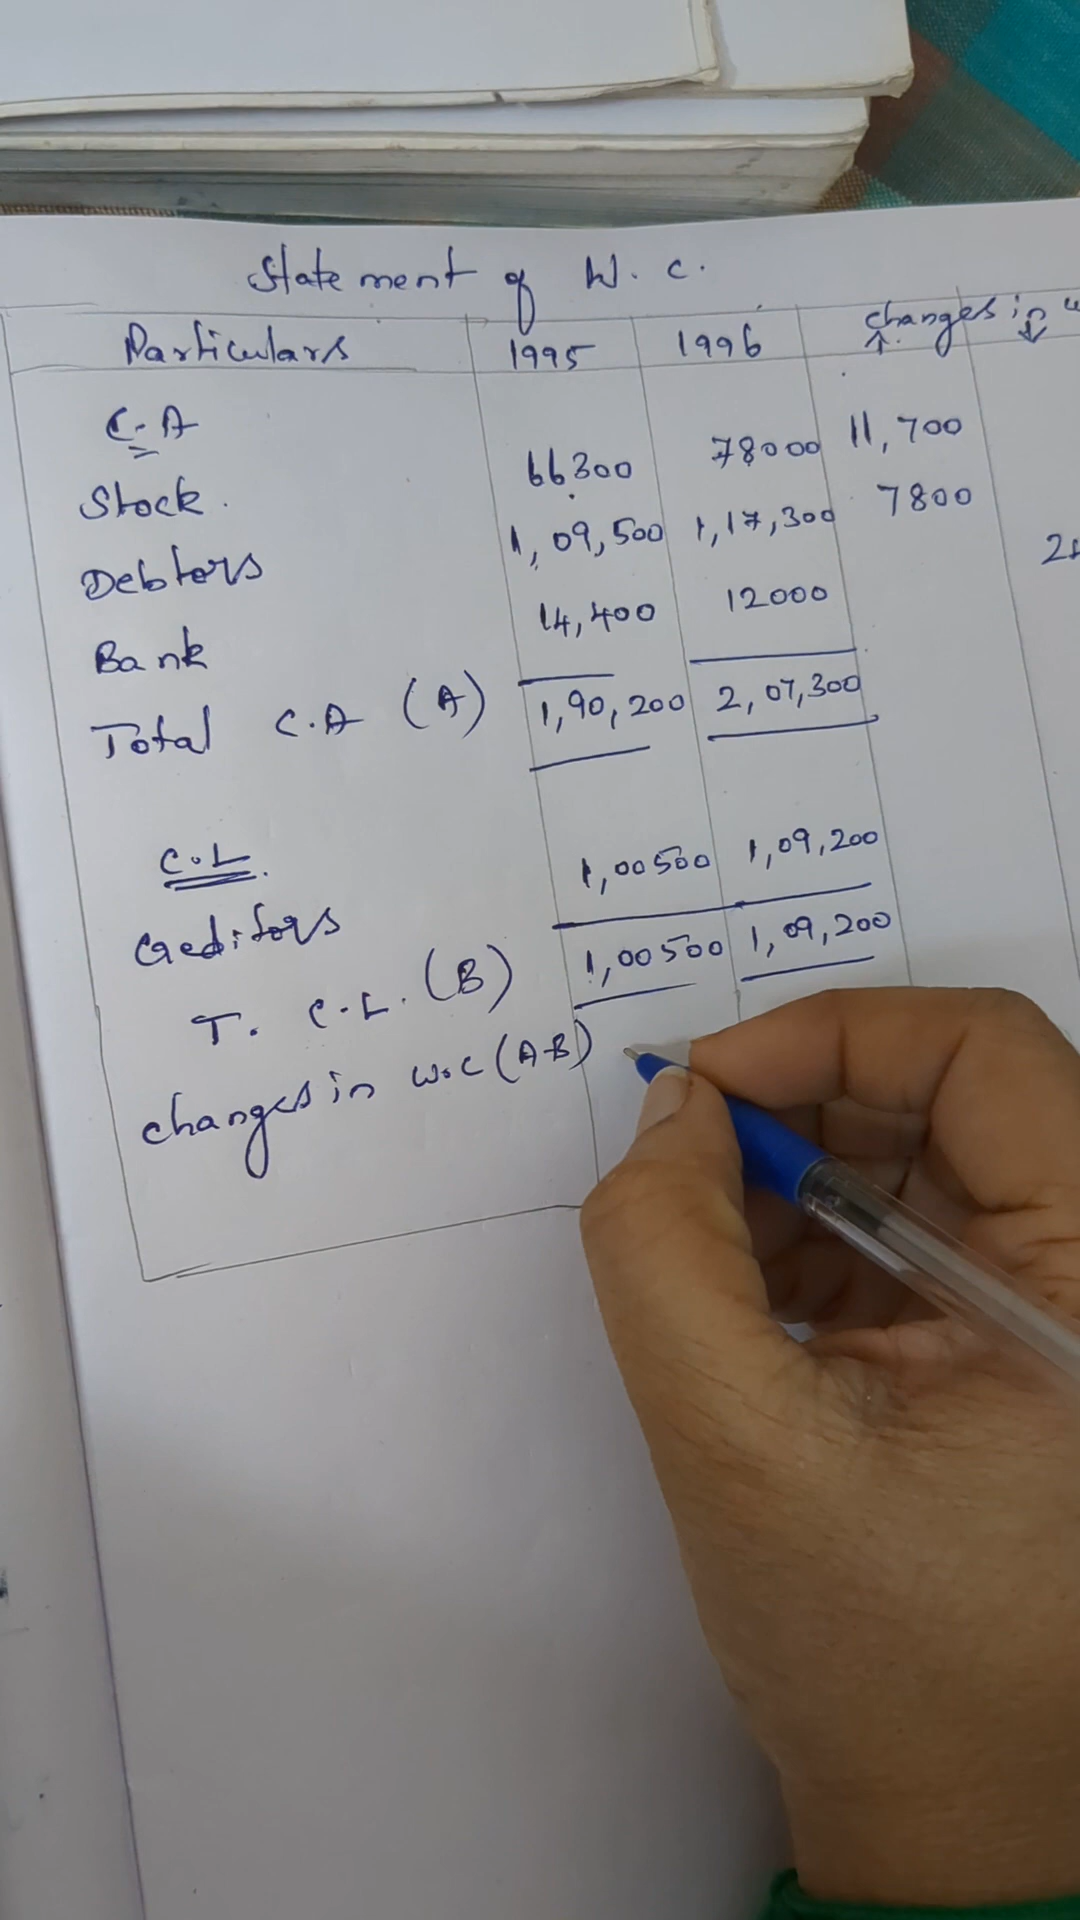 Statement of W. C.
Particulars 1995 1996 changes in
↑ ↓
C.A
Stock. 66300 78000 11,700
Debtors 1,09,500 1,17,300 7800
Bank 14,400 12000
Total C.A (A) 1,90,200 2,07,300
C.L.
Creditors 1,00500 1,09,200
T. C.L. (B) 1,00500 1,09,200
changes in W.C (A-B)